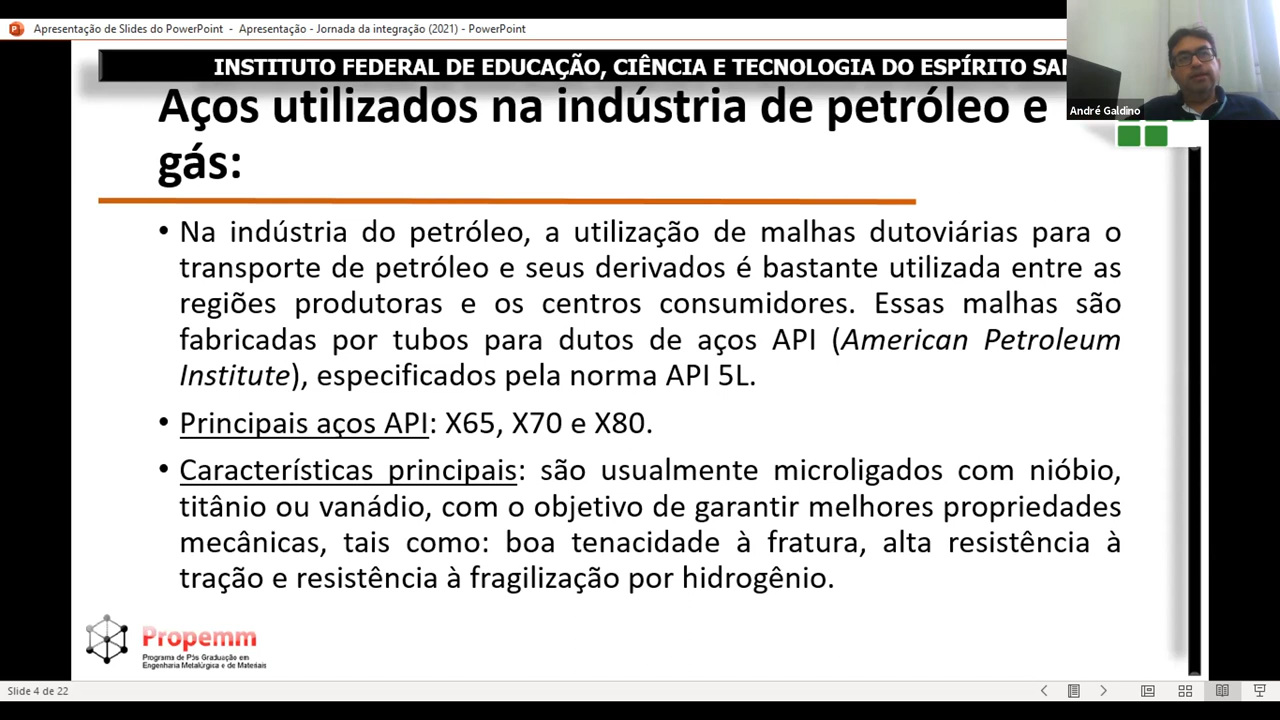 Apresentação de Slides do PowerPoint - Apresentação - Jornada da integração (2021) - PowerPoint
INSTITUTO FEDERAL DE EDUCAÇÃO, CIÊNCIA E TECNOLOGIA DO ESPÍRITO SAN
André Galdino
Aços utilizados na indústria de petróleo e
gás:
• Na indústria do petróleo, a utilização de malhas dutoviárias para o
transporte de petróleo e seus derivados é bastante utilizada entre as
regiões produtoras e os centros consumidores. Essas malhas são
fabricadas por tubos para dutos de aços API (American Petroleum
Institute), especificados pela norma API 5L.
• Principais aços API: X65, X70 e X80.
• Características principais: são usualmente microligados com nióbio,
titânio ou vanádio, com o objetivo de garantir melhores propriedades
mecânicas, tais como: boa tenacidade à fratura, alta resistência à
tração e resistência à fragilização por hidrogênio.
Propemm
Programa de Pós Graduação em
Engenharia Metalúrgica e de Materiais
Slide 4 de 22